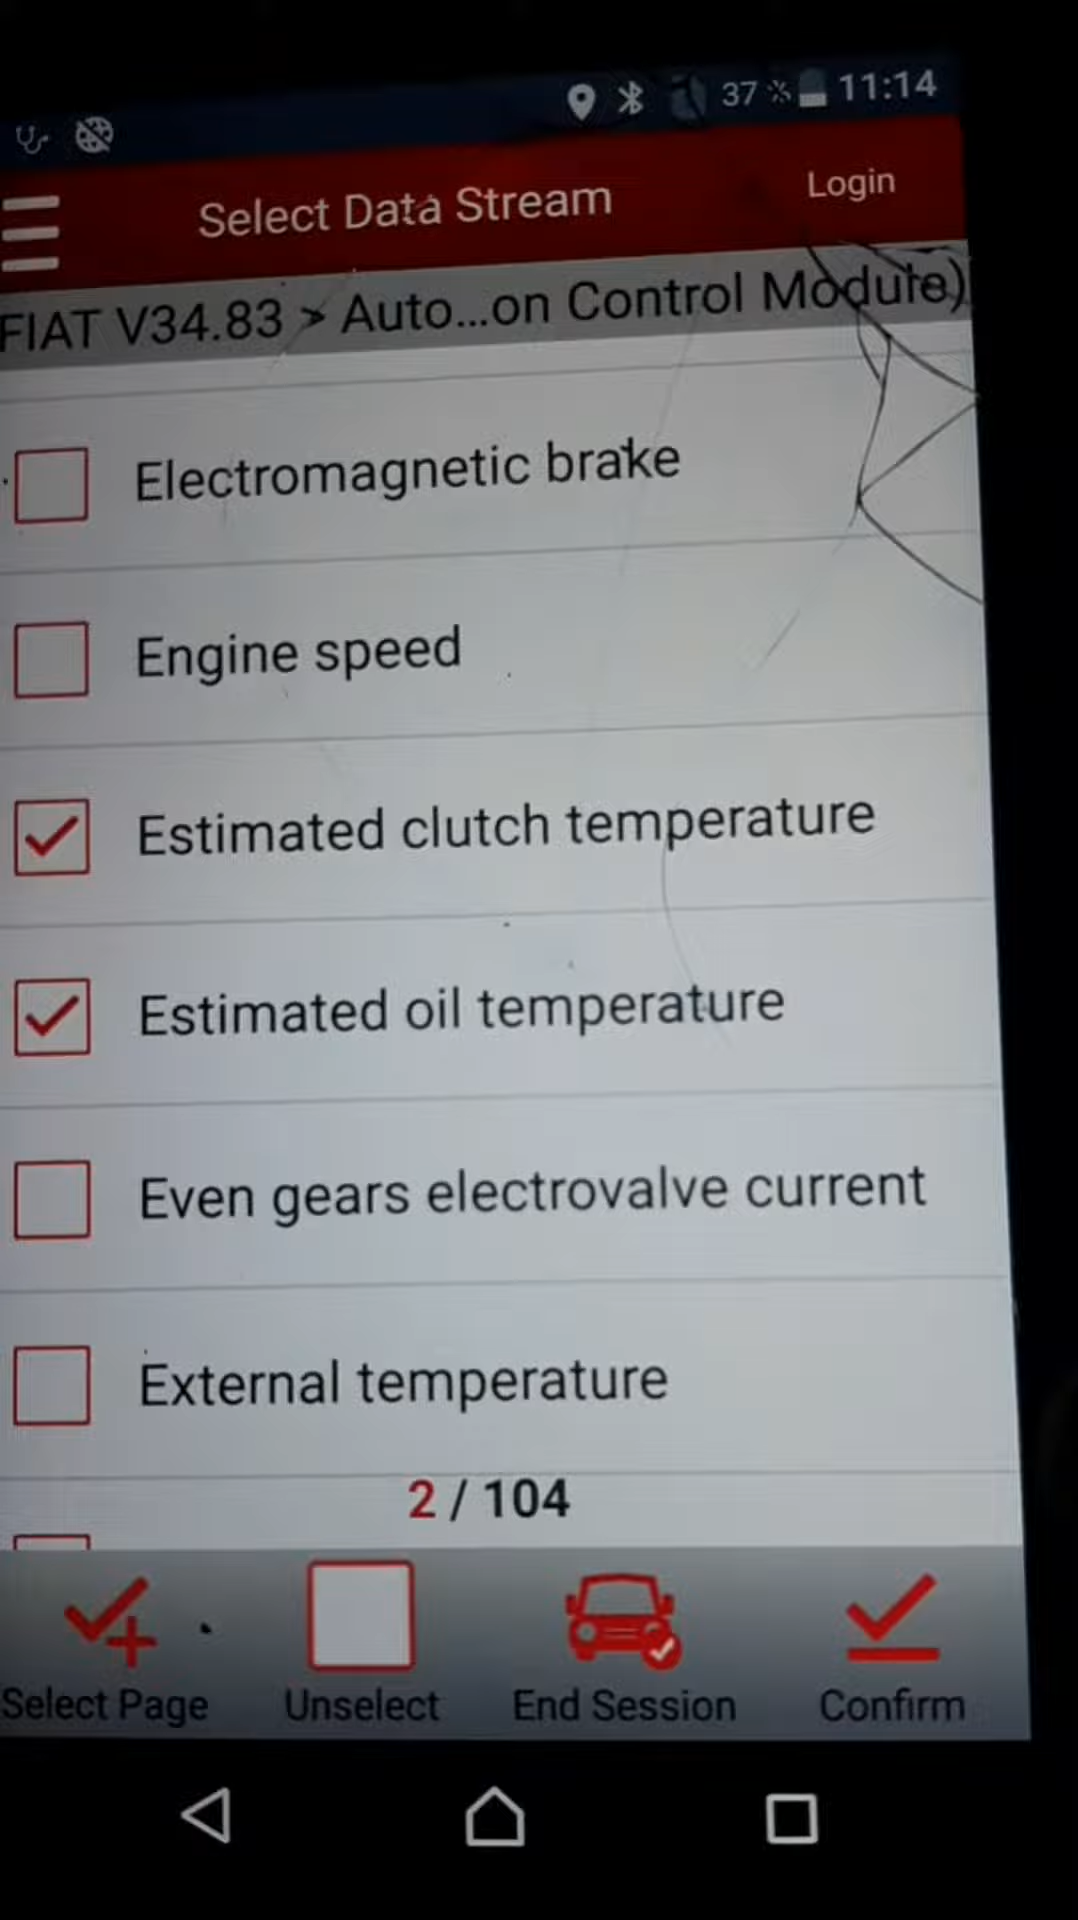 37 % 11:14
Select Data Stream Login
FIAT V34.83 > Auto...on Control Module)
Electromagnetic brake
Engine speed
Estimated clutch temperature
Estimated oil temperature
Even gears electrovalve current
External temperature
2 / 104
Select Page Unselect End Session Confirm